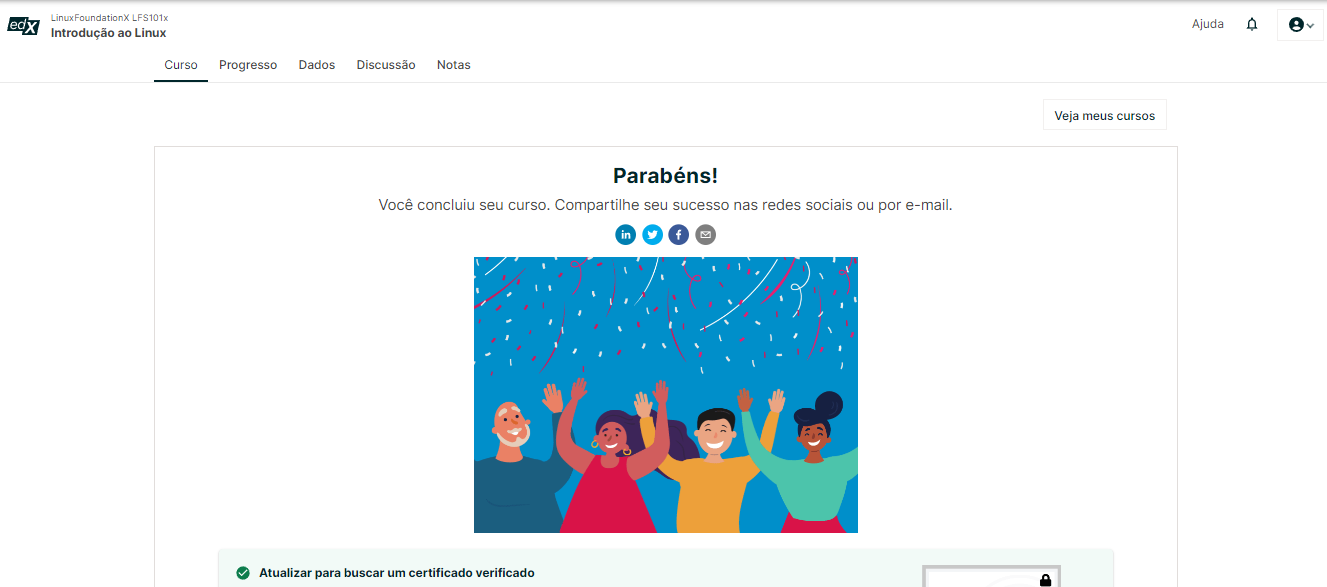 edX
LinuxFoundationX LFS101x
Introdução ao Linux
Ajuda
Curso
Progresso
Dados
Discussão
Notas
Veja meus cursos
Parabéns!
Você concluiu seu curso. Compartilhe seu sucesso nas redes sociais ou por e-mail.
in
f
Atualizar para buscar um certificado verificado